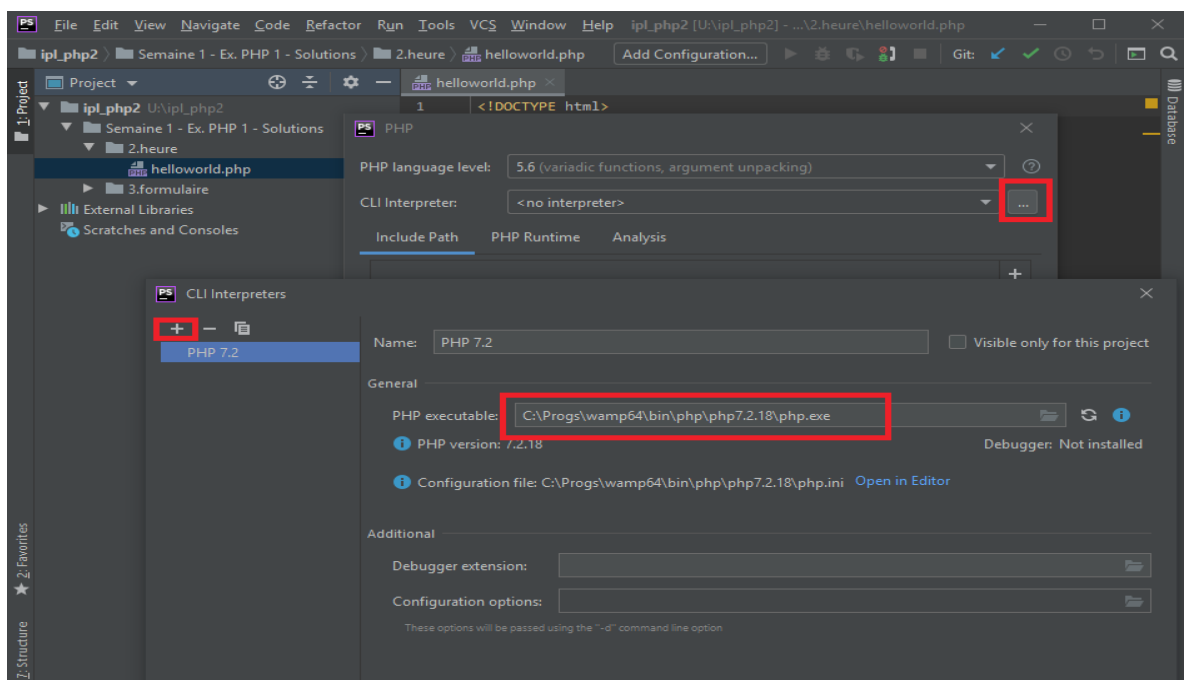 PS File Edit View Navigate Code Refactor Run Tools VCS Window Help ipl_php2 [U:\ipl_php2] - ...\2.heure\helloworld.php
ipl_php2 Semaine 1 - Ex. PHP 1 - Solutions 2.heure helloworld.php Add Configuration... Git:
1: Project
Project
helloworld.php
Database
ipl_php2 U:\ipl_php2
1 <!DOCTYPE html>
Semaine 1 - Ex. PHP 1 - Solutions
2.heure
helloworld.php
3.formulaire
External Libraries
Scratches and Consoles
PS PHP
PHP language level: 5.6 (variadic functions, argument unpacking)
CLI Interpreter: <no interpreter> ...
Include Path PHP Runtime Analysis
PS CLI Interpreters
PHP 7.2
Name: PHP 7.2 Visible only for this project
General
PHP executable: C:\Progs\wamp64\bin\php\php7.2.18\php.exe
PHP version: 7.2.18 Debugger: Not installed
Configuration file: C:\Progs\wamp64\bin\php\php7.2.18\php.ini Open in Editor
Additional
Debugger extension:
Configuration options:
These options will be passed using the "-d" command line option
2: Favorites
7: Structure